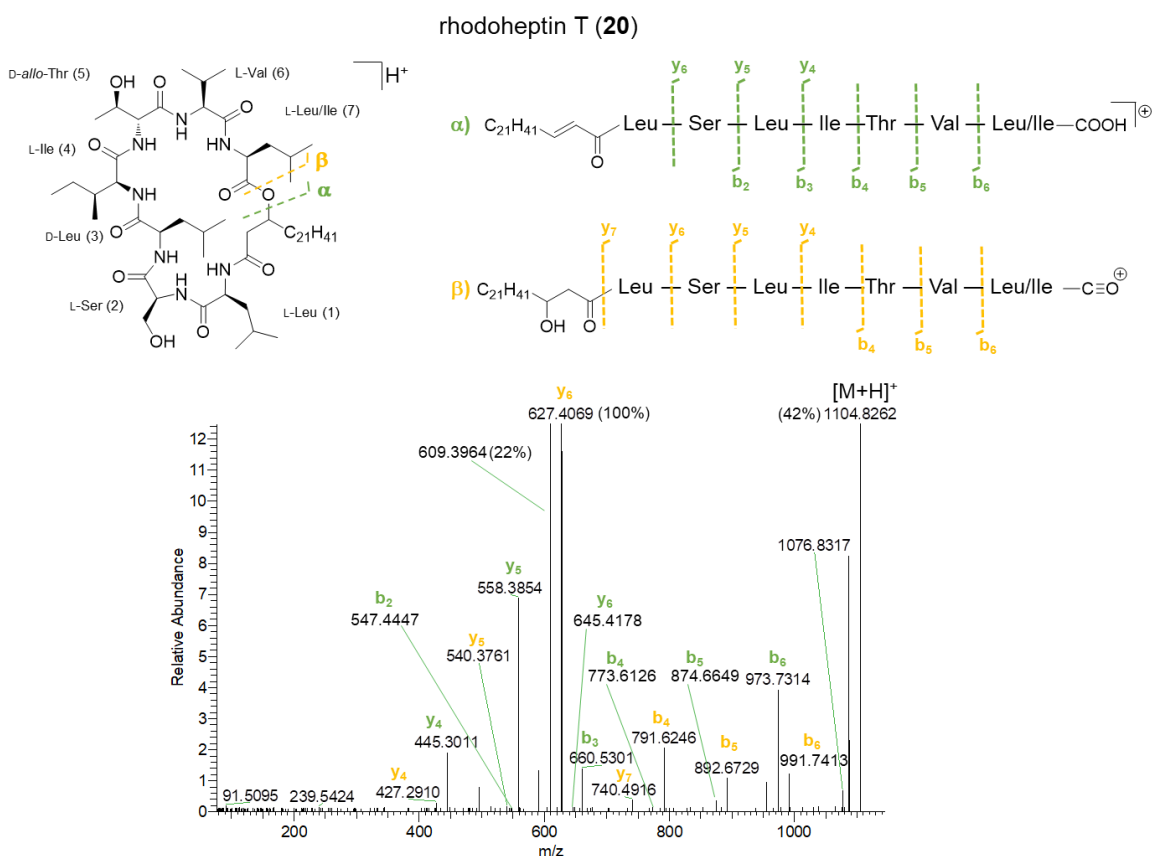 rhodoheptin T (20)
D-allo-Thr (5)
L-Val (6)
H+
L-Leu/Ile (7)
L-Ile (4)
D-Leu (3)
L-Ser (2)
L-Leu (1)
OH
O
O
NH
NH
O
NH
O
NH
O
O
β
α
C21H41
NH
O
NH
NH
O
O
OH
y6 y5 y4
α) C21H41 O Leu Ser Leu Ile Thr Val Leu/Ile COOH ⊕
b2 b3 b4 b5 b6
y7 y6 y5 y4
β) C21H41 OH O Leu Ser Leu Ile Thr Val Leu/Ile C≡O ⊕
b4 b5 b6
y6
627.4069 (100%)
[M+H]+
(42%) 1104.8262
609.3964 (22%)
1076.8317
y5
558.3854
b2
547.4447
y5
540.3761
y6
645.4178
b4
773.6126
b5
874.6649
b6
973.7314
y4
445.3011
b3
660.5301
b4
791.6246
b5
892.6729
b6
991.7413
y4
427.2910
y7
740.4916
91.5095
239.5424
Relative Abundance
12
11
10
9
8
7
6
5
4
3
2
1
0
200 400 600 800 1000
m/z